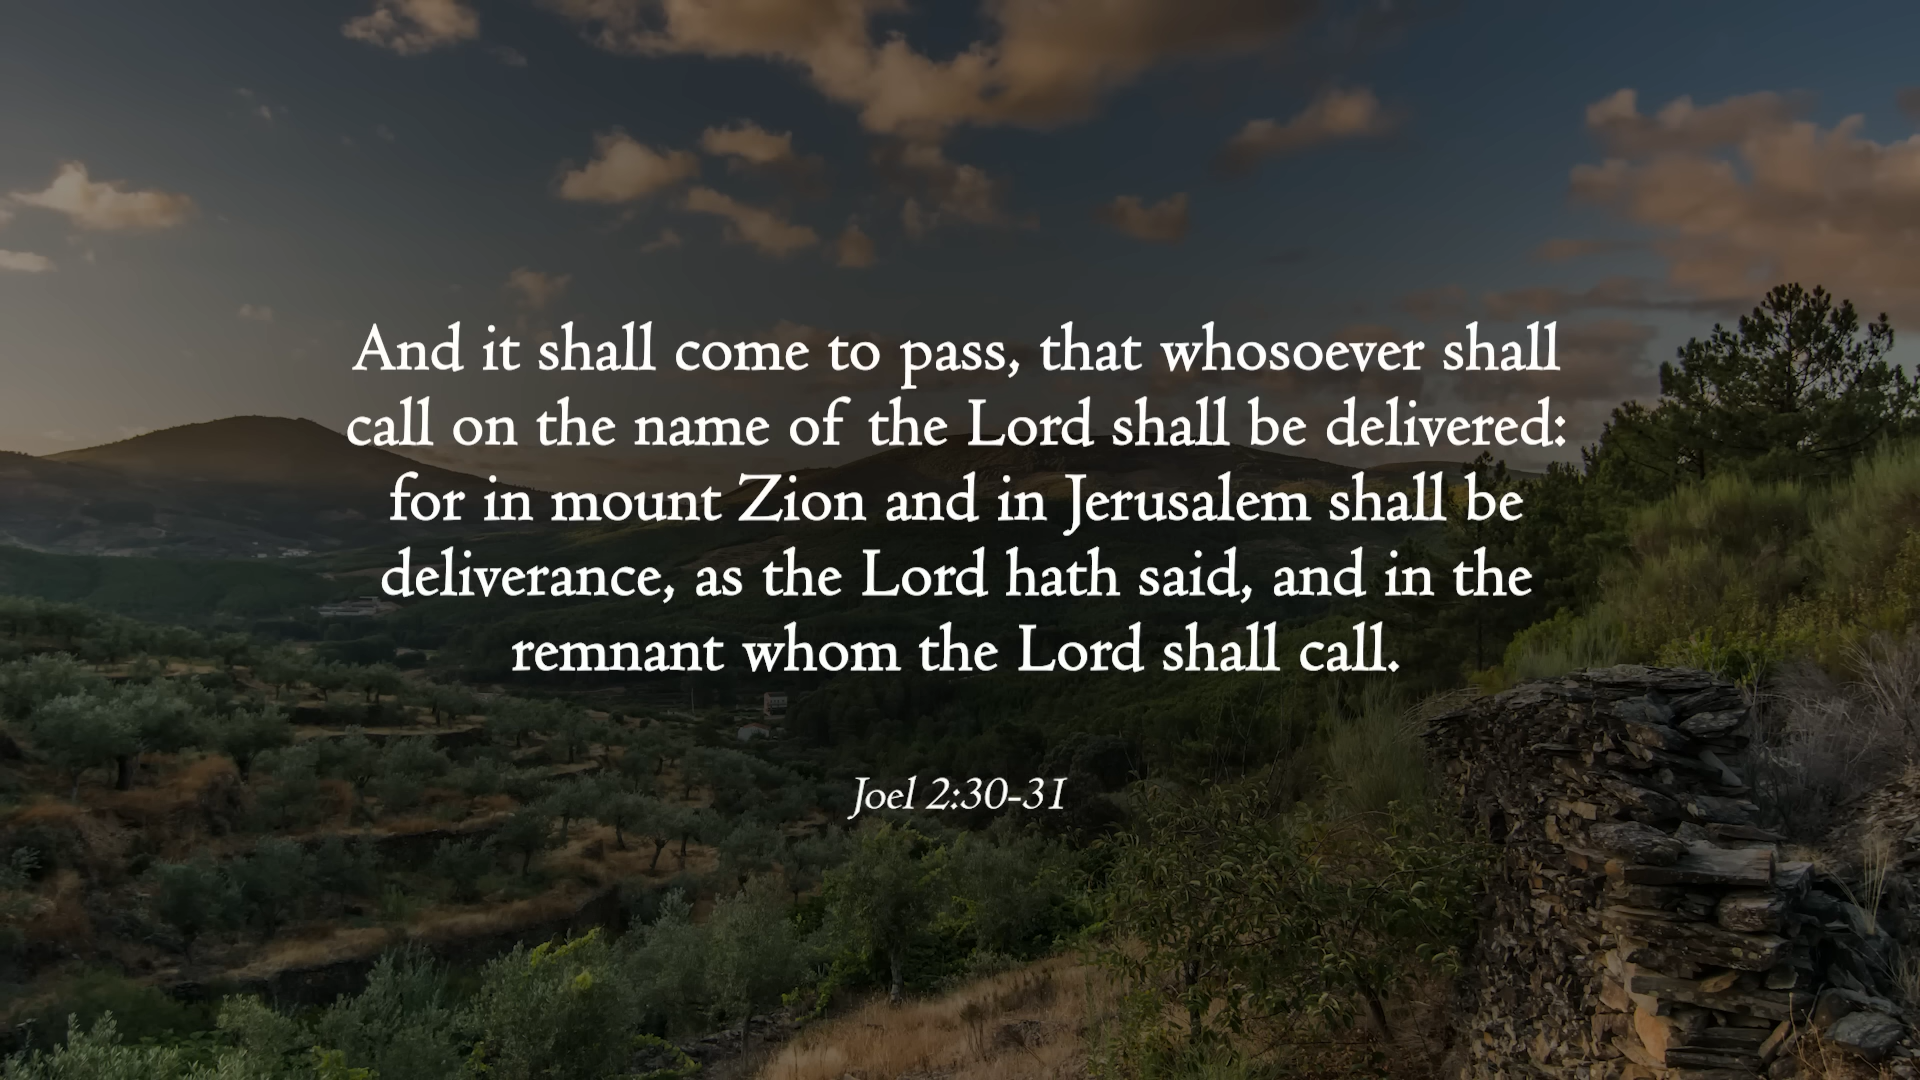 And it shall come to pass, that whosoever shall
call on the name of the Lord shall be delivered:
for in mount Zion and in Jerusalem shall be
deliverance, as the Lord hath said, and in the
remnant whom the Lord shall call.
Joel 2:30-31